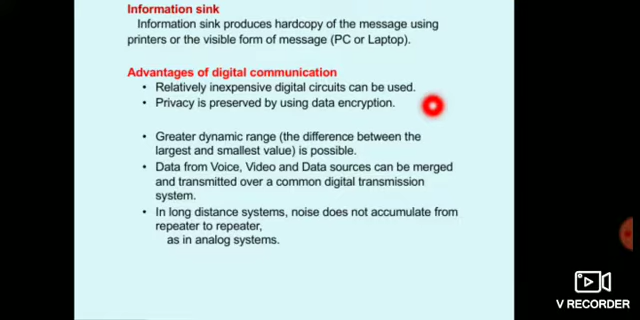 Information sink
Information sink produces hardcopy of the message using
printers or the visible form of message (PC or Laptop).
Advantages of digital communication
• Relatively inexpensive digital circuits can be used.
• Privacy is preserved by using data encryption.
• Greater dynamic range (the difference between the
largest and smallest value) is possible.
• Data from Voice, Video and Data sources can be merged
and transmitted over a common digital transmission
system.
• In long distance systems, noise does not accumulate from
repeater to repeater,
as in analog systems.
V RECORDER